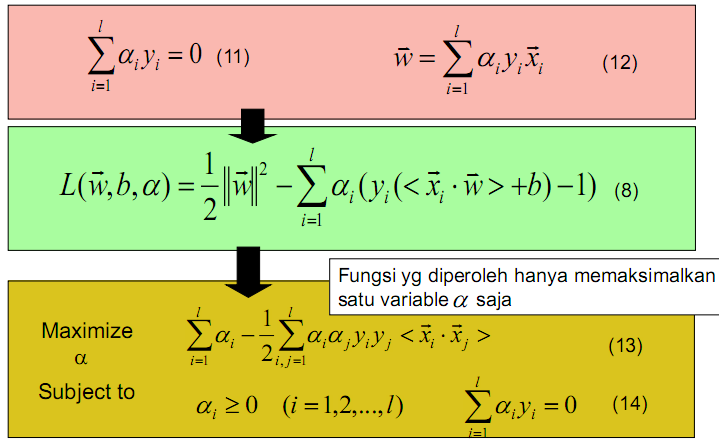 ∑_{i=1}^{l} α_i y_i = 0 (11) w⃗ = ∑_{i=1}^{l} α_i y_i x⃗_i (12)
L(w⃗, b, α) = 1/2 ‖w⃗‖² − ∑_{i=1}^{l} α_i (y_i (< x⃗_i · w⃗ > +b) −1) (8)
Fungsi yg diperoleh hanya memaksimalkan
satu variable α saja
Maximize ∑_{i=1}^{l} α_i − 1/2 ∑_{i,j=1}^{l} α_i α_j y_i y_j < x⃗_i · x⃗_j > (13)
α
Subject to α_i ≥ 0 (i = 1,2,...,l) ∑_{i=1}^{l} α_i y_i = 0 (14)